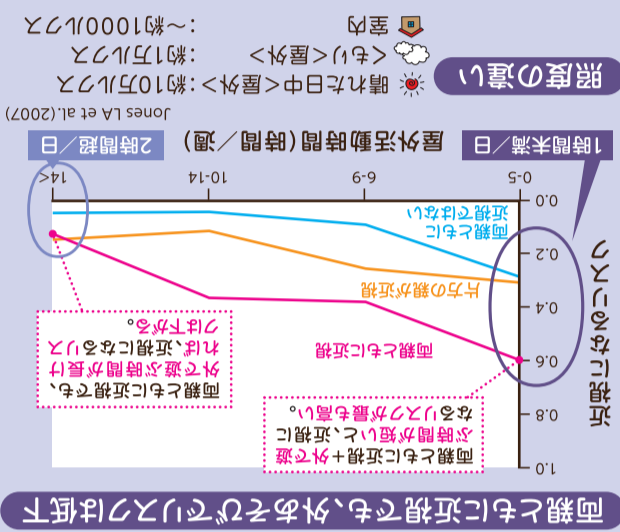 両親ともに近視でも、外あそびでリスクは低下
近視になるリスク
1.0
0.8
0.6
0.4
0.2
0.0
両親ともに近視+外で遊
ぶ時間が短いと、近視に
なるリスクが最も高い。
両親ともに近視でも、
外で遊ぶ時間が長け
れば、近視になるリス
クは下がる。
両親ともに近視
片方の親が近視
両親ともに
近視ではない
0-5
6-9
10-14
14<
1時間未満/日
屋外活動時間(時間/週)
2時間超/日
Jones LA et al.(2007)
照度の違い
晴れた日中<屋外>:約10万ルクス
くもり<屋外>:約1万ルクス
室内:〜約1000ルクス